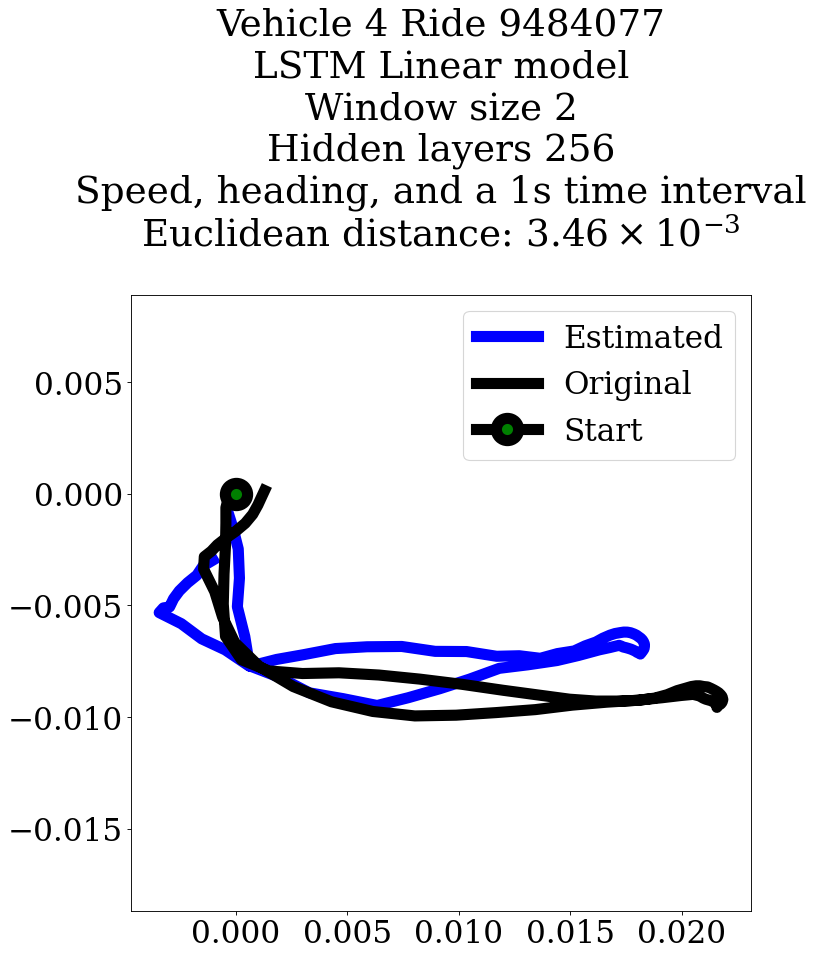 Vehicle 4 Ride 9484077
LSTM Linear model
Window size 2
Hidden layers 256
Speed, heading, and a 1s time interval
Euclidean distance: 3.46 × 10⁻³
Estimated
Original
Start
0.005
0.000
−0.005
−0.010
−0.015
0.000 0.005 0.010 0.015 0.020